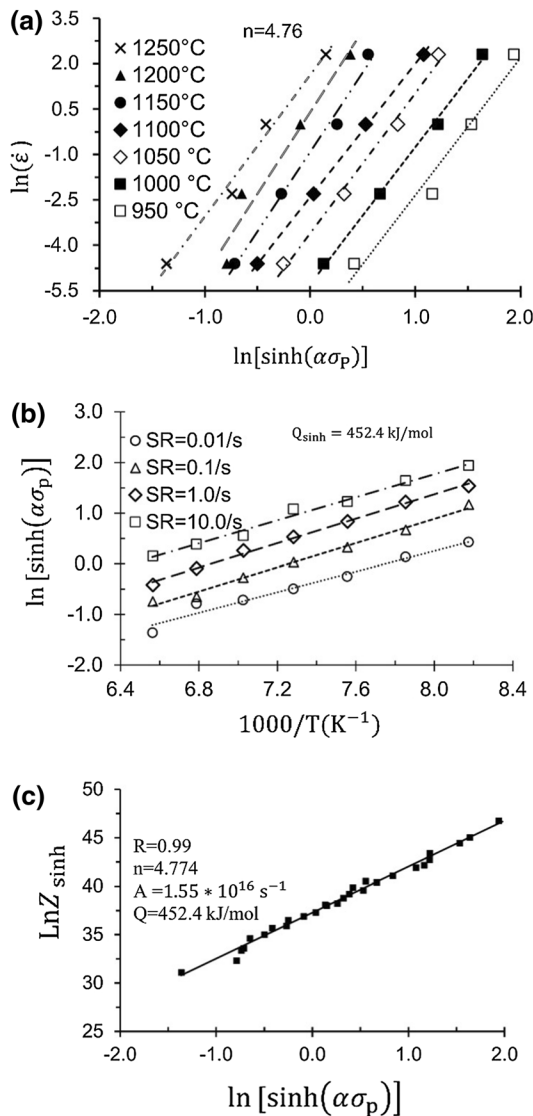 (a)
n=4.76
1250°C
1200°C
1150°C
1100°C
1050 °C
1000 °C
950 °C
ln(ε̇)
2.0
0.5
-1.0
-2.5
-4.0
-5.5
-2.0 -1.0 0.0 1.0 2.0
ln[sinh(ασP)]
(b)
SR=0.01/s
SR=0.1/s
SR=1.0/s
SR=10.0/s
Qsinh = 452.4 kJ/mol
ln [sinh(ασp)]
3.0
2.0
1.0
0.0
-1.0
-2.0
6.4 6.8 7.2 7.6 8.0 8.4
1000/T(K⁻¹)
(c)
R=0.99
n=4.774
A =1.55 * 10¹⁶ s⁻¹
Q=452.4 kJ/mol
LnZ sinh
50
45
40
35
30
25
-2.0 -1.0 0.0 1.0 2.0
ln [sinh(ασp)]